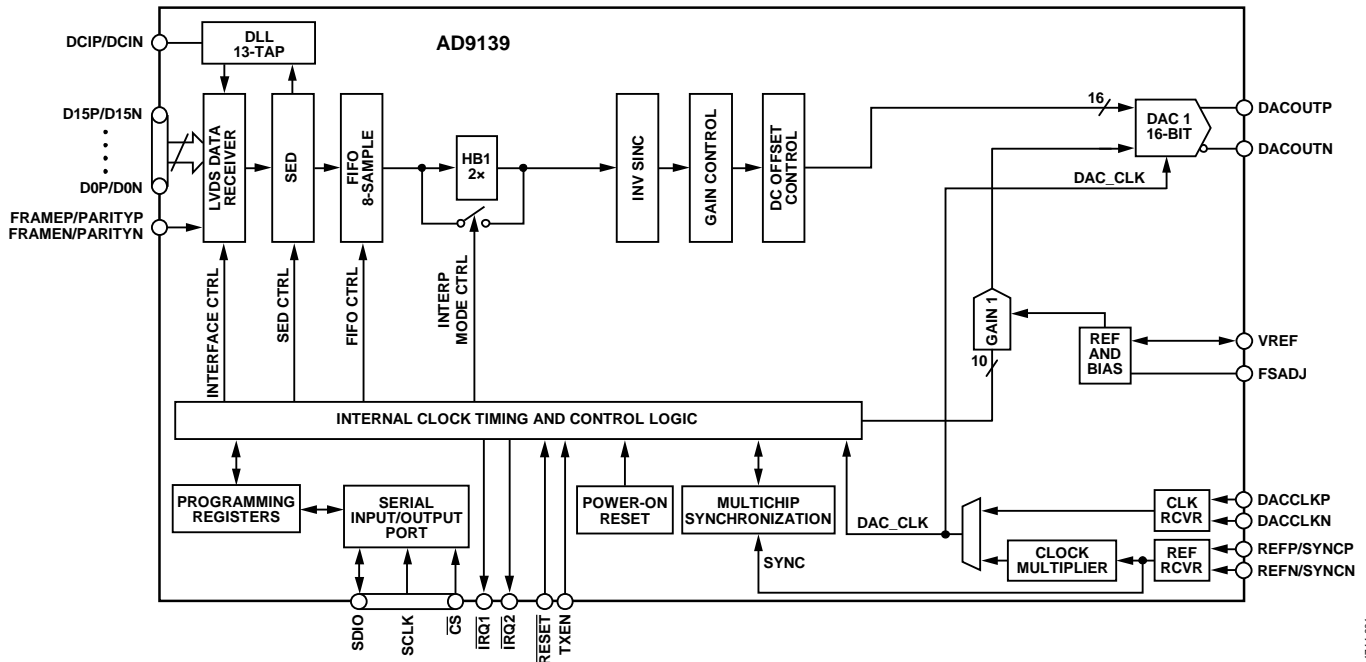 AD9139
DCIP/DCIN
DLL
13-TAP
D15P/D15N
D0P/D0N
FRAMEP/PARITYP
FRAMEN/PARITYN
LVDS DATA
RECEIVER
SED
FIFO
8-SAMPLE
HB1
2×
INV SINC
GAIN CONTROL
DC OFFSET
CONTROL
16
DAC 1
16-BIT
DACOUTP
DACOUTN
DAC_CLK
INTERFACE CTRL
SED CTRL
FIFO CTRL
INTERP
MODE CTRL
GAIN 1
10
REF
AND
BIAS
VREF
FSADJ
INTERNAL CLOCK TIMING AND CONTROL LOGIC
PROGRAMMING
REGISTERS
SERIAL
INPUT/OUTPUT
PORT
POWER-ON
RESET
MULTICHIP
SYNCHRONIZATION
DAC_CLK
SYNC
CLOCK
MULTIPLIER
CLK
RCVR
REF
RCVR
DACCLKP
DACCLKN
REFP/SYNCP
REFN/SYNCN
SDIO
SCLK
CS
IRQ1
IRQ2
RESET
TXEN